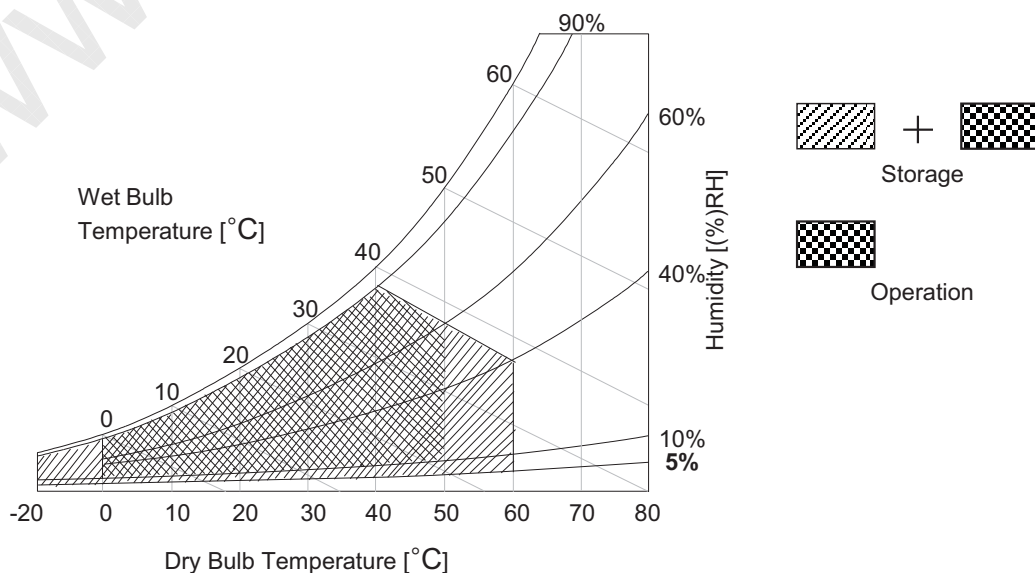 90%
60
60%
50
Wet Bulb
Temperature [°C]
40
40%
30
20
10
0
10%
5%
Humidity [(%)RH]
-20 0 10 20 30 40 50 60 70 80
Dry Bulb Temperature [°C]
+
Storage
Operation